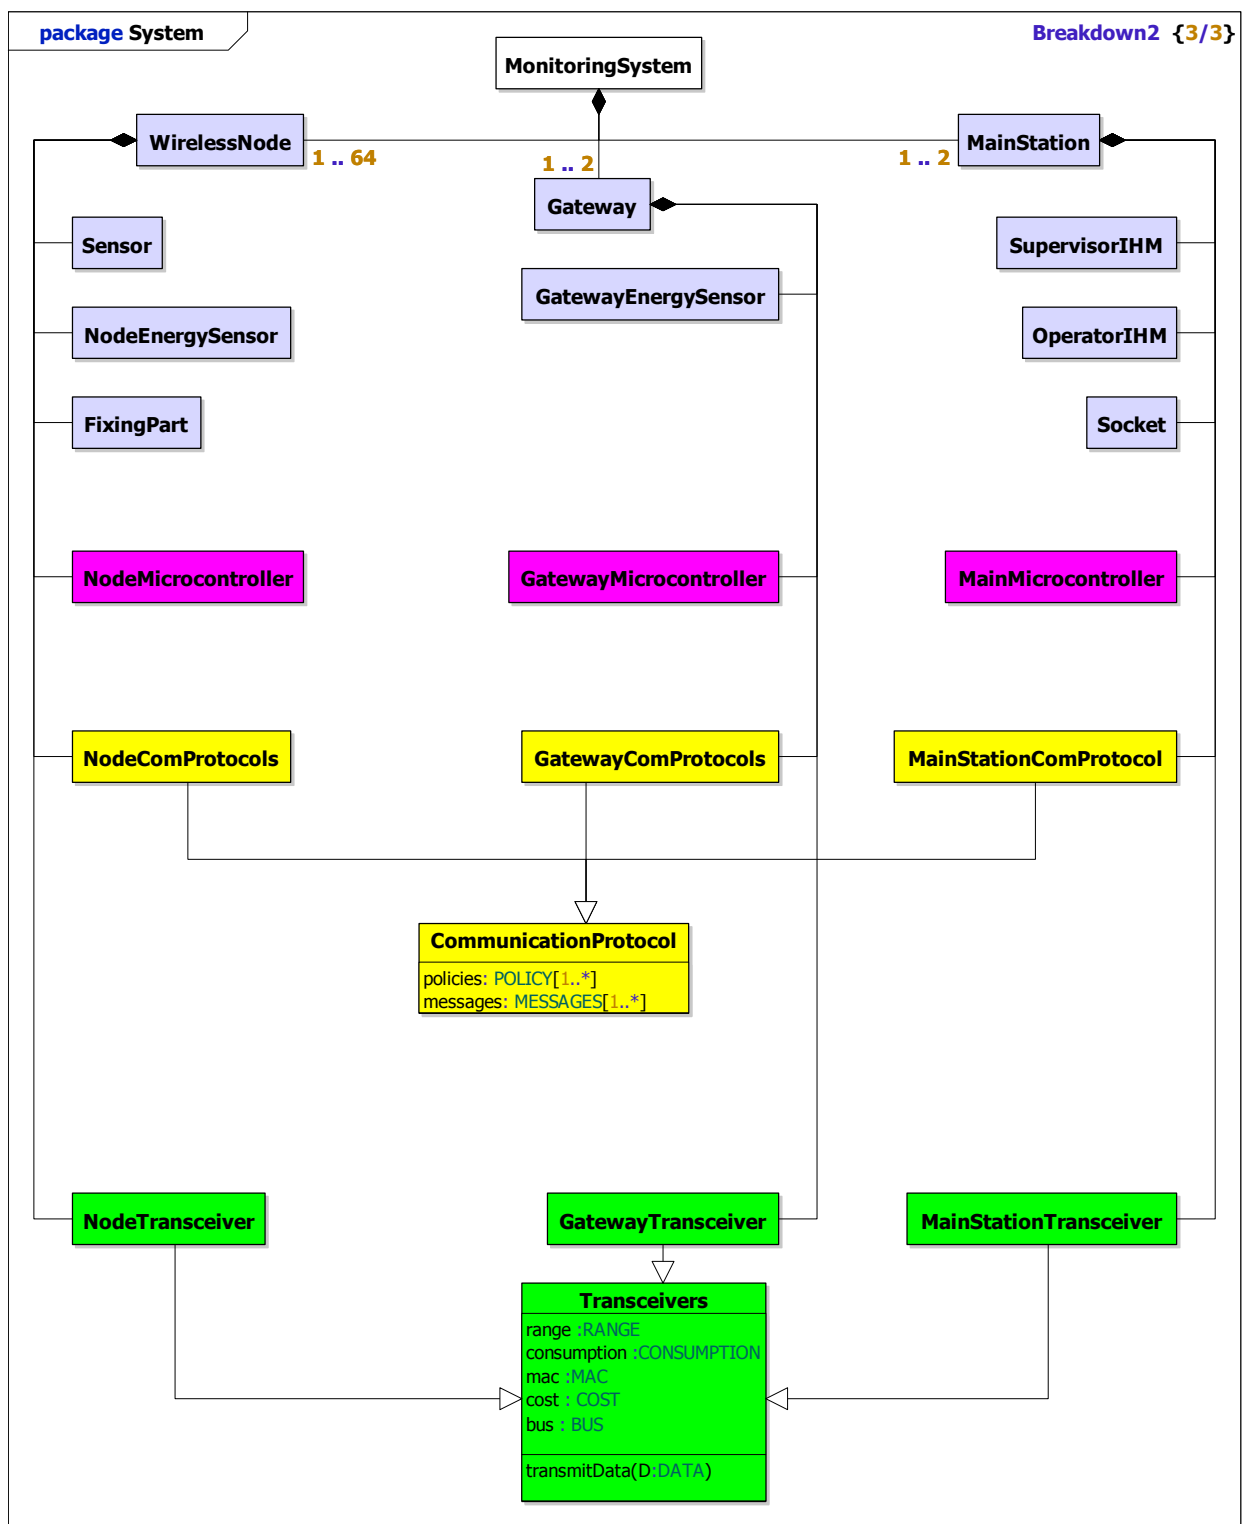 package System
Breakdown2 {3/3}
MonitoringSystem
WirelessNode
MainStation
1 .. 64
1 .. 2
1 .. 2
Gateway
Sensor
SupervisorIHM
GatewayEnergySensor
NodeEnergySensor
OperatorIHM
FixingPart
Socket
NodeMicrocontroller
GatewayMicrocontroller
MainMicrocontroller
NodeComProtocols
GatewayComProtocols
MainStationComProtocol
CommunicationProtocol
policies: POLICY[1..*]
messages: MESSAGES[1..*]
NodeTransceiver
GatewayTransceiver
MainStationTransceiver
Transceivers
range :RANGE
consumption :CONSUMPTION
mac :MAC
cost : COST
bus : BUS
transmitData(D:DATA)